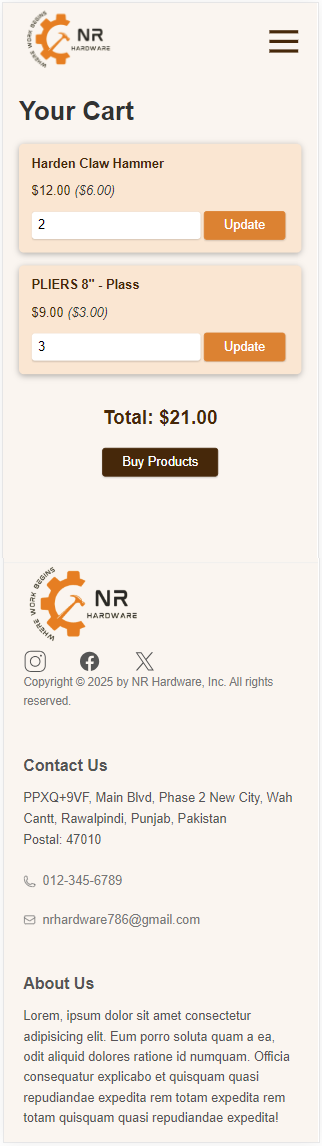 WHERE WORK BEGINS
NR
HARDWARE
Your Cart
Harden Claw Hammer
$12.00 ($6.00)
2
Update
PLIERS 8" - Plass
$9.00 ($3.00)
3
Update
Total: $21.00
Buy Products
WHERE WORK BEGINS
NR
HARDWARE
Copyright © 2025 by NR Hardware, Inc. All rights
reserved.
Contact Us
PPXQ+9VF, Main Blvd, Phase 2 New City, Wah
Cantt, Rawalpindi, Punjab, Pakistan
Postal: 47010
012-345-6789
nrhardware786@gmail.com
About Us
Lorem, ipsum dolor sit amet consectetur
adipisicing elit. Eum porro soluta quam a ea,
odit aliquid dolores ratione id numquam. Officia
consequatur explicabo et quisquam quasi
repudiandae expedita rem totam expedita rem
totam quisquam quasi repudiandae expedita!